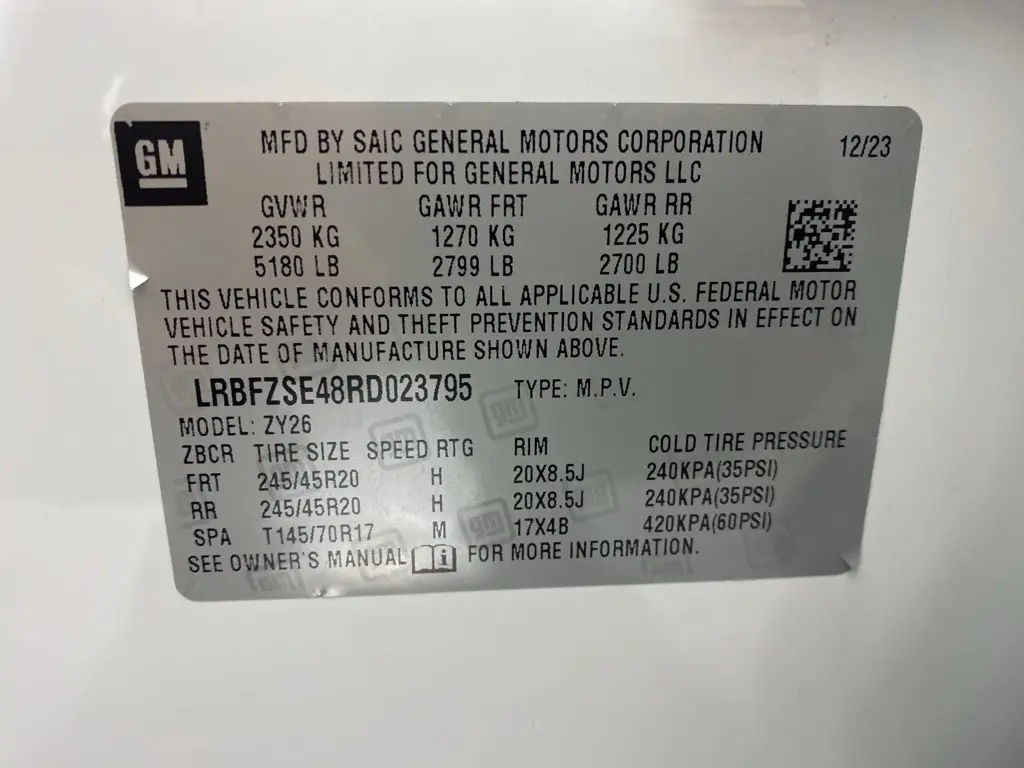 GM
MFD BY SAIC GENERAL MOTORS CORPORATION 12/23
LIMITED FOR GENERAL MOTORS LLC
GVWR GAWR FRT GAWR RR
2350 KG 1270 KG 1225 KG
5180 LB 2799 LB 2700 LB
THIS VEHICLE CONFORMS TO ALL APPLICABLE U.S. FEDERAL MOTOR
VEHICLE SAFETY AND THEFT PREVENTION STANDARDS IN EFFECT ON
THE DATE OF MANUFACTURE SHOWN ABOVE.
LRBFZSE48RD023795 TYPE: M.P.V.
MODEL: ZY26
ZBCR TIRE SIZE SPEED RTG RIM COLD TIRE PRESSURE
FRT 245/45R20 H 20X8.5J 240KPA(35PSI)
RR 245/45R20 H 20X8.5J 240KPA(35PSI)
SPA T145/70R17 M 17X4B 420KPA(60PSI)
SEE OWNER'S MANUAL i FOR MORE INFORMATION.